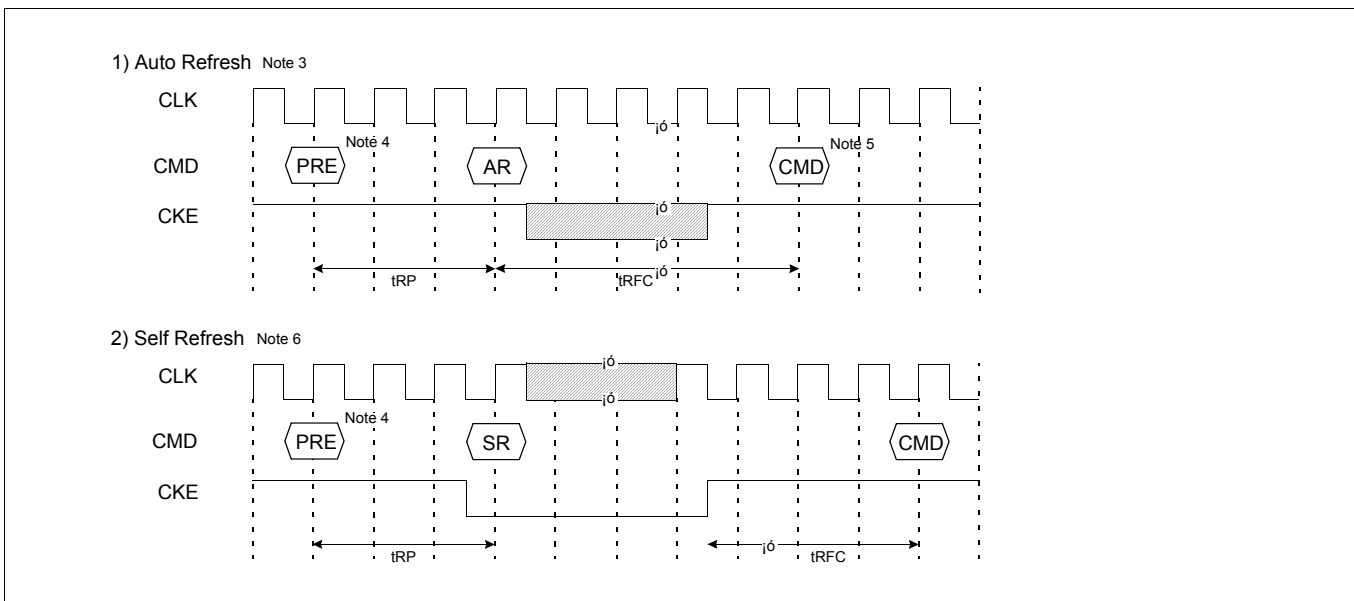 1) Auto Refresh Note 3
CLK
¡ó
Note 4
Note 5
CMD
PRE
AR
CMD
CKE
¡ó
¡ó
tRP
tRFC
¡ó
2) Self Refresh Note 6
CLK
¡ó
¡ó
Note 4
CMD
PRE
SR
CMD
CKE
tRP
¡ó
tRFC